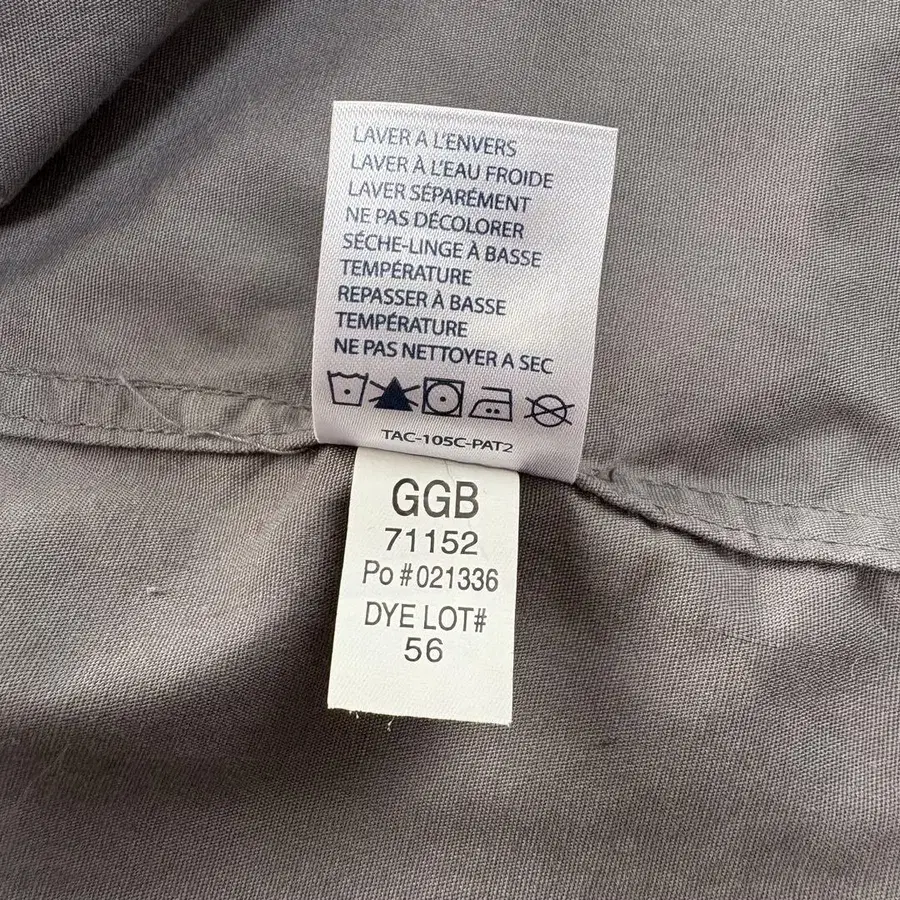 LAVER A L'ENVERS
LAVER À L'EAU FROIDE
LAVER SÉPARÉMENT
NE PAS DÉCOLORER
SÉCHE-LINGE À BASSE
TEMPÉRATURE
REPASSER À BASSE
TEMPÉRATURE
NE PAS NETTOYER A SEC
TAC-105C-PAT2
GGB
71152
Po #021336
DYE LOT#
56